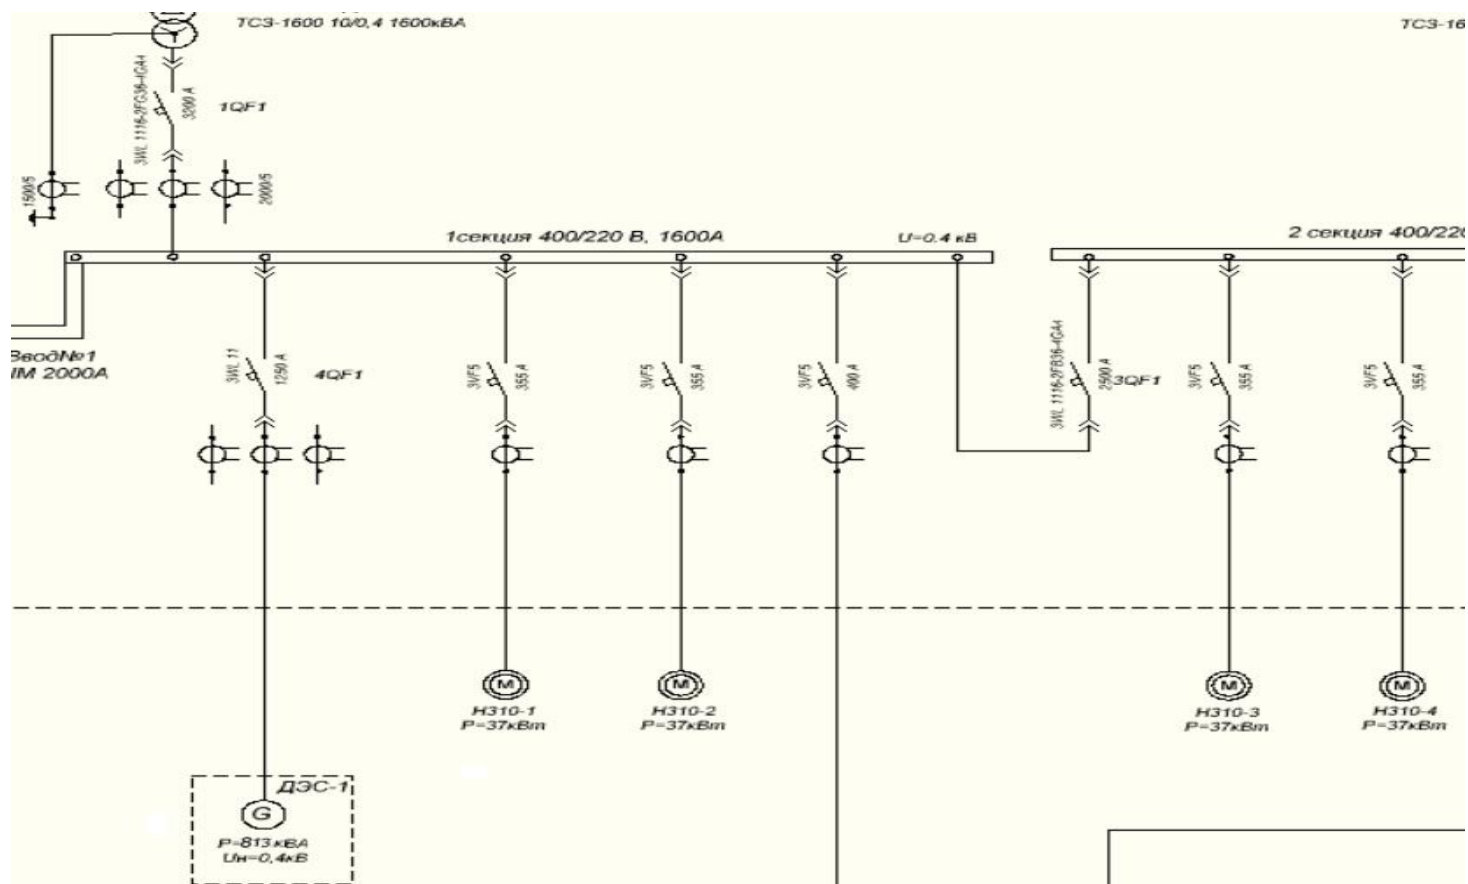 ТСЗ-1600 10/0,4 1600кВА
ТСЗ-16
3WL 1116-2FG36-4GA4
3200 А
1QF1
1500/5
2000/5
1секция 400/220 В, 1600А
U=0.4 кВ
2 секция 400/220
Ввод№1
2000А
3WL 11
1250 А
4QF1
3VF5
355 А
3VF5
355 А
3VF5
400 А
3WL 1116-2FB36-4GA4
2500 А
3QF1
3VF5
355 А
3VF5
355 А
М
М
М
М
Н310-1
Р=37кВт
Н310-2
Р=37кВт
Н310-3
Р=37кВт
Н310-4
Р=37кВт
ДЭС-1
G
Р=813 кВА
Uн=0,4кВ